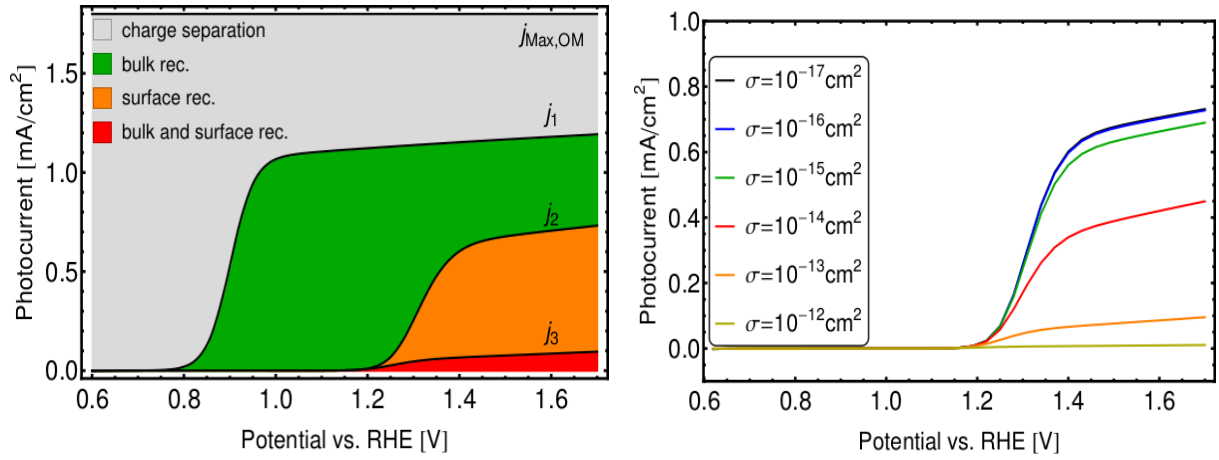 charge separation
bulk rec.
surface rec.
bulk and surface rec.
jMax,OM
j1
j2
j3
Photocurrent [mA/cm2]
1.5
1.0
0.5
0.0
0.6 0.8 1.0 1.2 1.4 1.6
Potential vs. RHE [V]
σ=10⁻¹⁷cm²
σ=10⁻¹⁶cm²
σ=10⁻¹⁵cm²
σ=10⁻¹⁴cm²
σ=10⁻¹³cm²
σ=10⁻¹²cm²
Photocurrent [mA/cm²]
1.0
0.8
0.6
0.4
0.2
0.0
0.6 0.8 1.0 1.2 1.4 1.6
Potential vs. RHE [V]